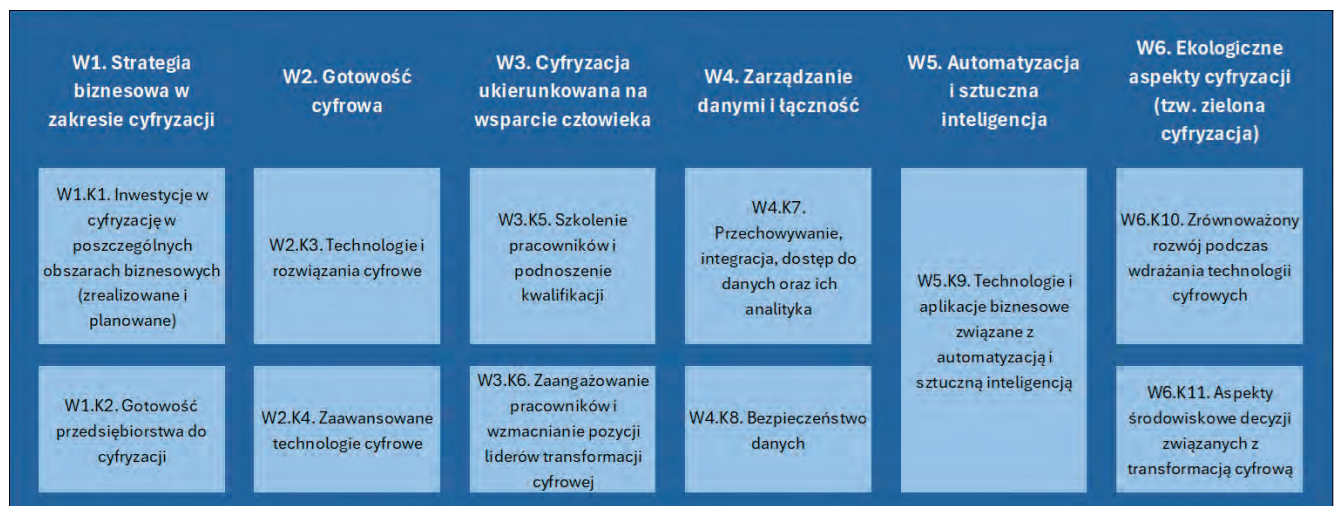 W1. Strategia
biznesowa w
zakresie cyfryzacji
W2. Gotowość
cyfrowa
W3. Cyfryzacja
ukierunkowana na
wsparcie człowieka
W4. Zarządzanie
danymi i łączność
W5. Automatyzacja
i sztuczna
inteligencja
W6. Ekologiczne
aspekty cyfryzacji
(tzw. zielona
cyfryzacja)
W1.K1. Inwestycje w
cyfryzację w
poszczególnych
obszarach biznesowych
(zrealizowane i
planowane)
W2.K3. Technologie i
rozwiązania cyfrowe
W3.K5. Szkolenie
pracowników i
podnoszenie
kwalifikacji
W4.K7.
Przechowywanie,
integracja, dostęp do
danych oraz ich
analityka
W5.K9. Technologie i
aplikacje biznesowe
związane z
automatyzacją i
sztuczną inteligencją
W6.K10. Zrównoważony
rozwój podczas
wdrażania technologii
cyfrowych
W1.K2. Gotowość
przedsiębiorstwa do
cyfryzacji
W2.K4. Zaawansowane
technologie cyfrowe
W3.K6. Zaangażowanie
pracowników i
wzmacnianie pozycji
liderów transformacji
cyfrowej
W4.K8. Bezpieczeństwo
danych
W6.K11. Aspekty
środowiskowe decyzji
związanych z
transformacją cyfrową